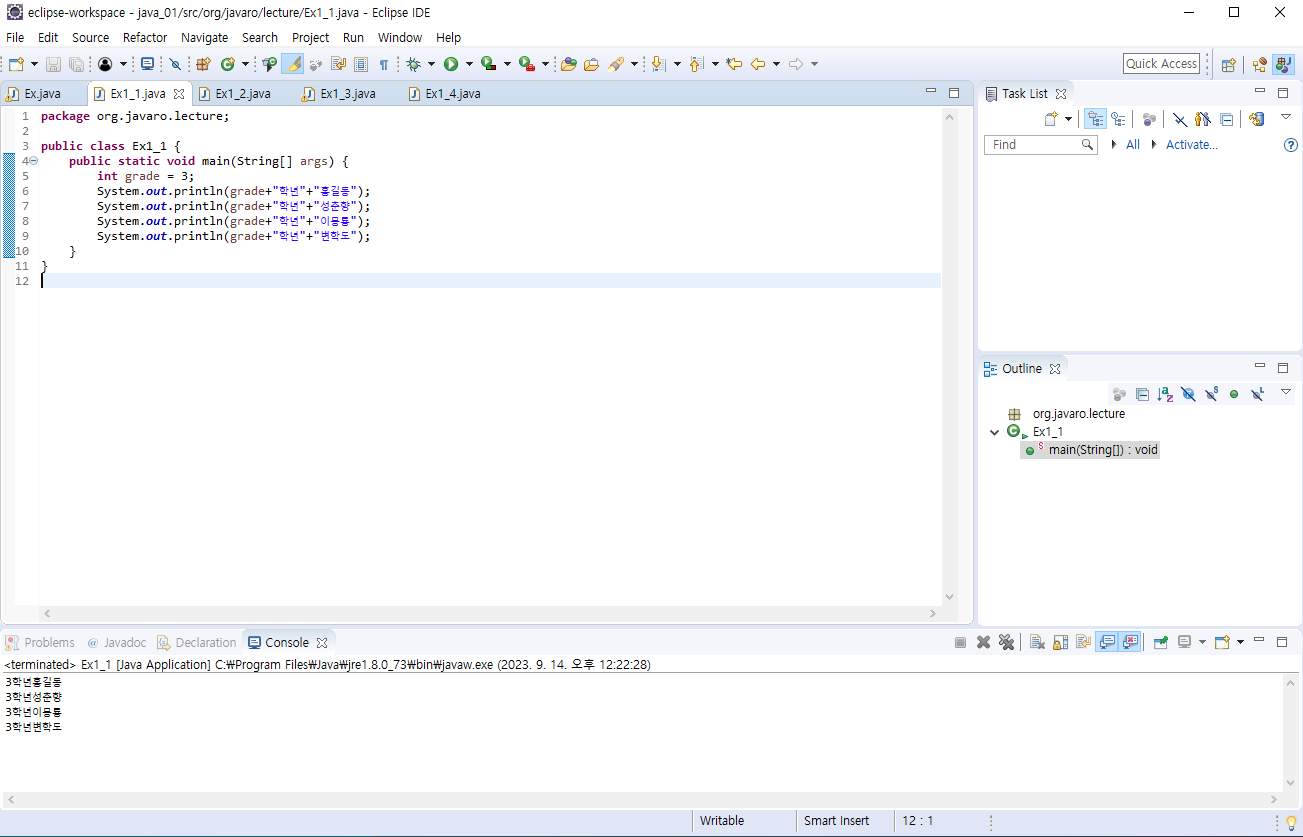 eclipse-workspace - java_01/src/org/javaro/lecture/Ex1_1.java - Eclipse IDE
File Edit Source Refactor Navigate Search Project Run Window Help
Quick Access
Ex.java Ex1_1.java Ex1_2.java Ex1_3.java Ex1_4.java
1 package org.javaro.lecture;
2
3 public class Ex1_1 {
4 public static void main(String[] args) {
5 int grade = 3;
6 System.out.println(grade+"학년"+"홍길동");
7 System.out.println(grade+"학년"+"성춘향");
8 System.out.println(grade+"학년"+"이몽룡");
9 System.out.println(grade+"학년"+"변학도");
10 }
11 }
12
Task List
Find All Activate...
Outline
org.javaro.lecture
Ex1_1
main(String[]) : void
Problems @ Javadoc Declaration Console
<terminated> Ex1_1 [Java Application] C:₩Program Files₩Java₩jre1.8.0_73₩bin₩javaw.exe (2023. 9. 14. 오후 12:22:28)
3학년홍길동
3학년성춘향
3학년이몽룡
3학년변학도
Writable Smart Insert 12 : 1